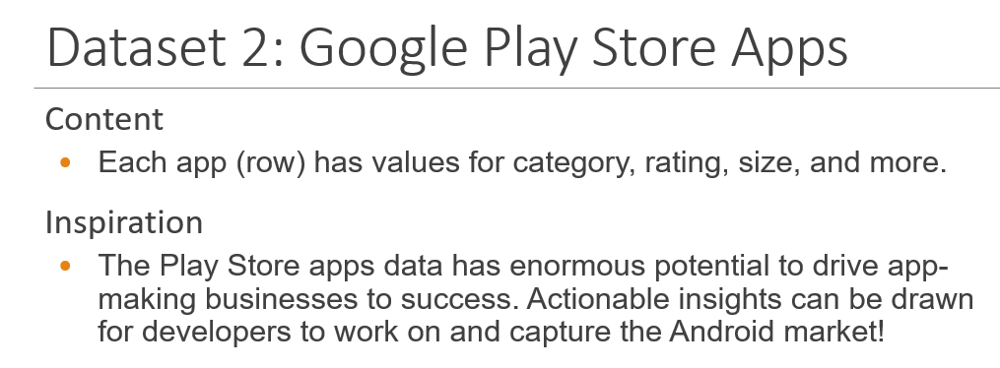 Dataset 2: Google Play Store Apps
Content
• Each app (row) has values for category, rating, size, and more.
Inspiration
• The Play Store apps data has enormous potential to drive app-
making businesses to success. Actionable insights can be drawn
for developers to work on and capture the Android market!